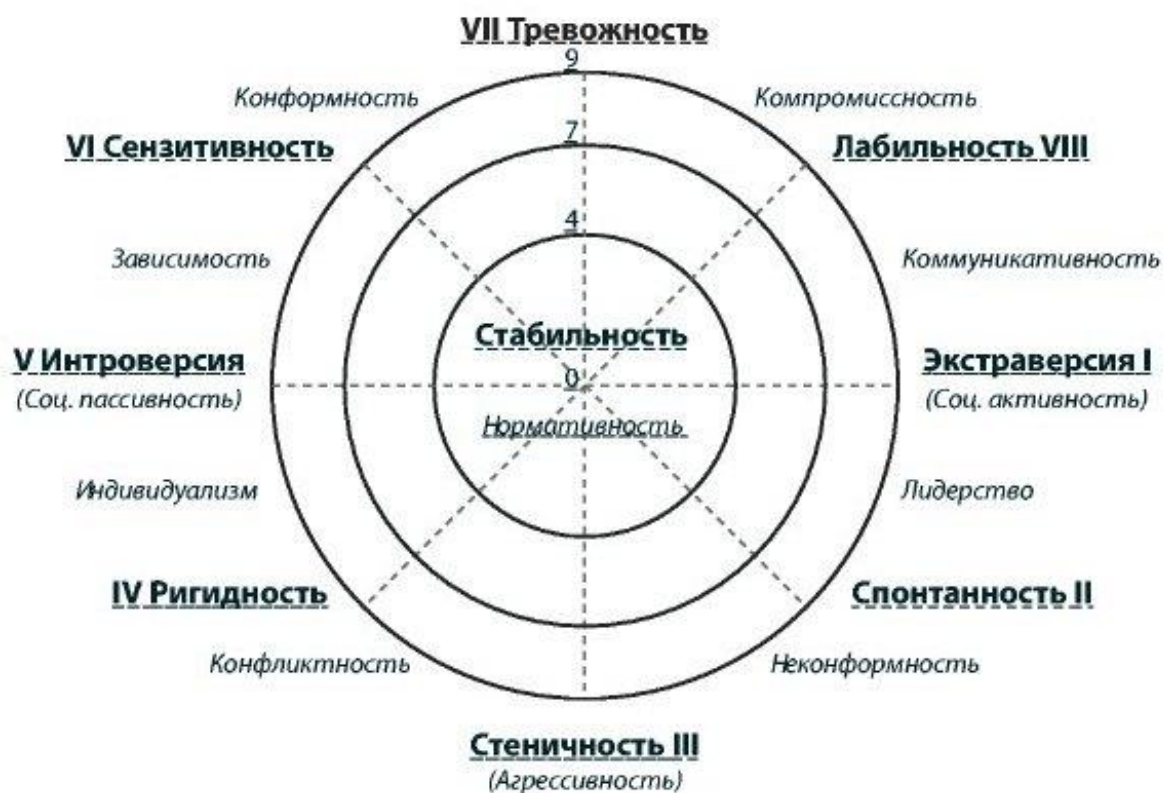 VII Тревожность
9
Конформность
Компромиссность
7
VI Сензитивность
Лабильность VIII
4
Зависимость
Коммуникативность
Стабильность
V Интроверсия
Экстраверсия I
0
(Соц. пассивность)
(Соц. активность)
Нормативность
Индивидуализм
Лидерство
IV Ригидность
Спонтанность II
Конфликтность
Неконформность
Стеничность III
(Агрессивность)